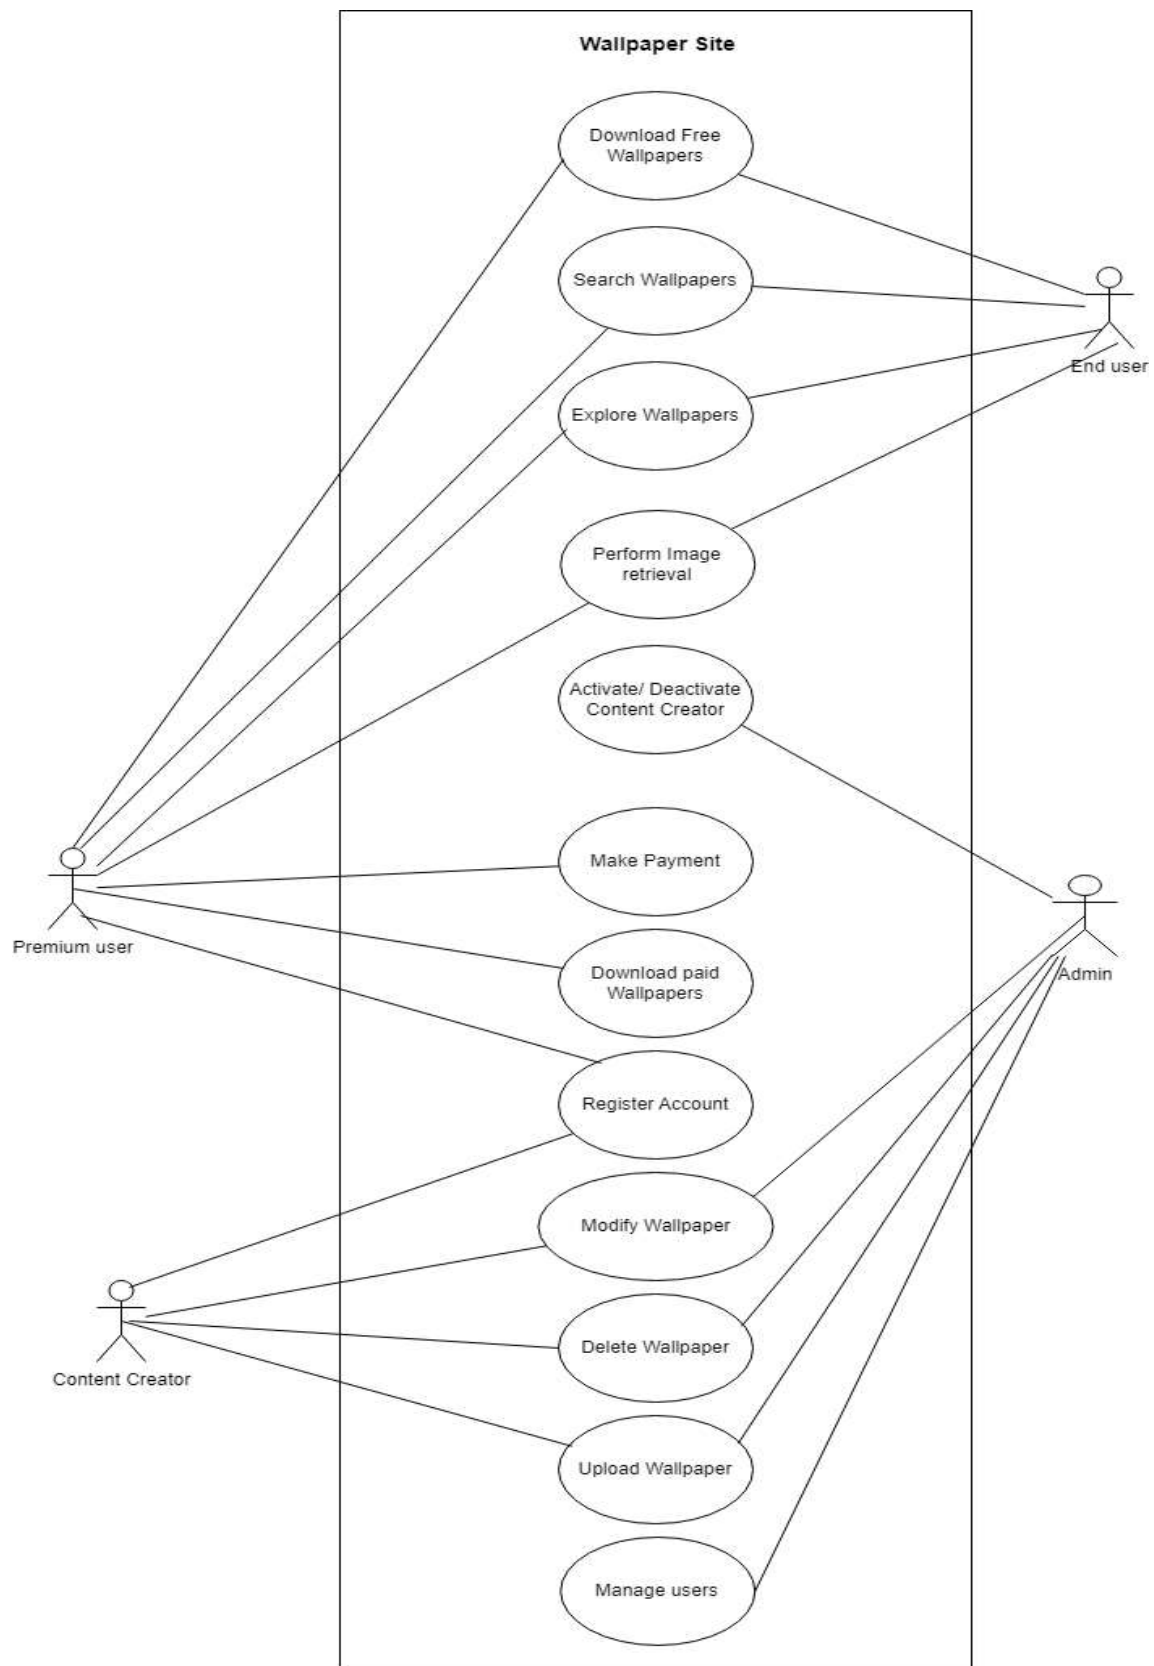 Wallpaper Site
Download Free
Wallpapers
Search Wallpapers
End user
Explore Wallpapers
Perform Image
retrieval
Activate/ Deactivate
Content Creator
Make Payment
Premium user
Admin
Download paid
Wallpapers
Register Account
Modify Wallpaper
Delete Wallpaper
Content Creator
Upload Wallpaper
Manage users